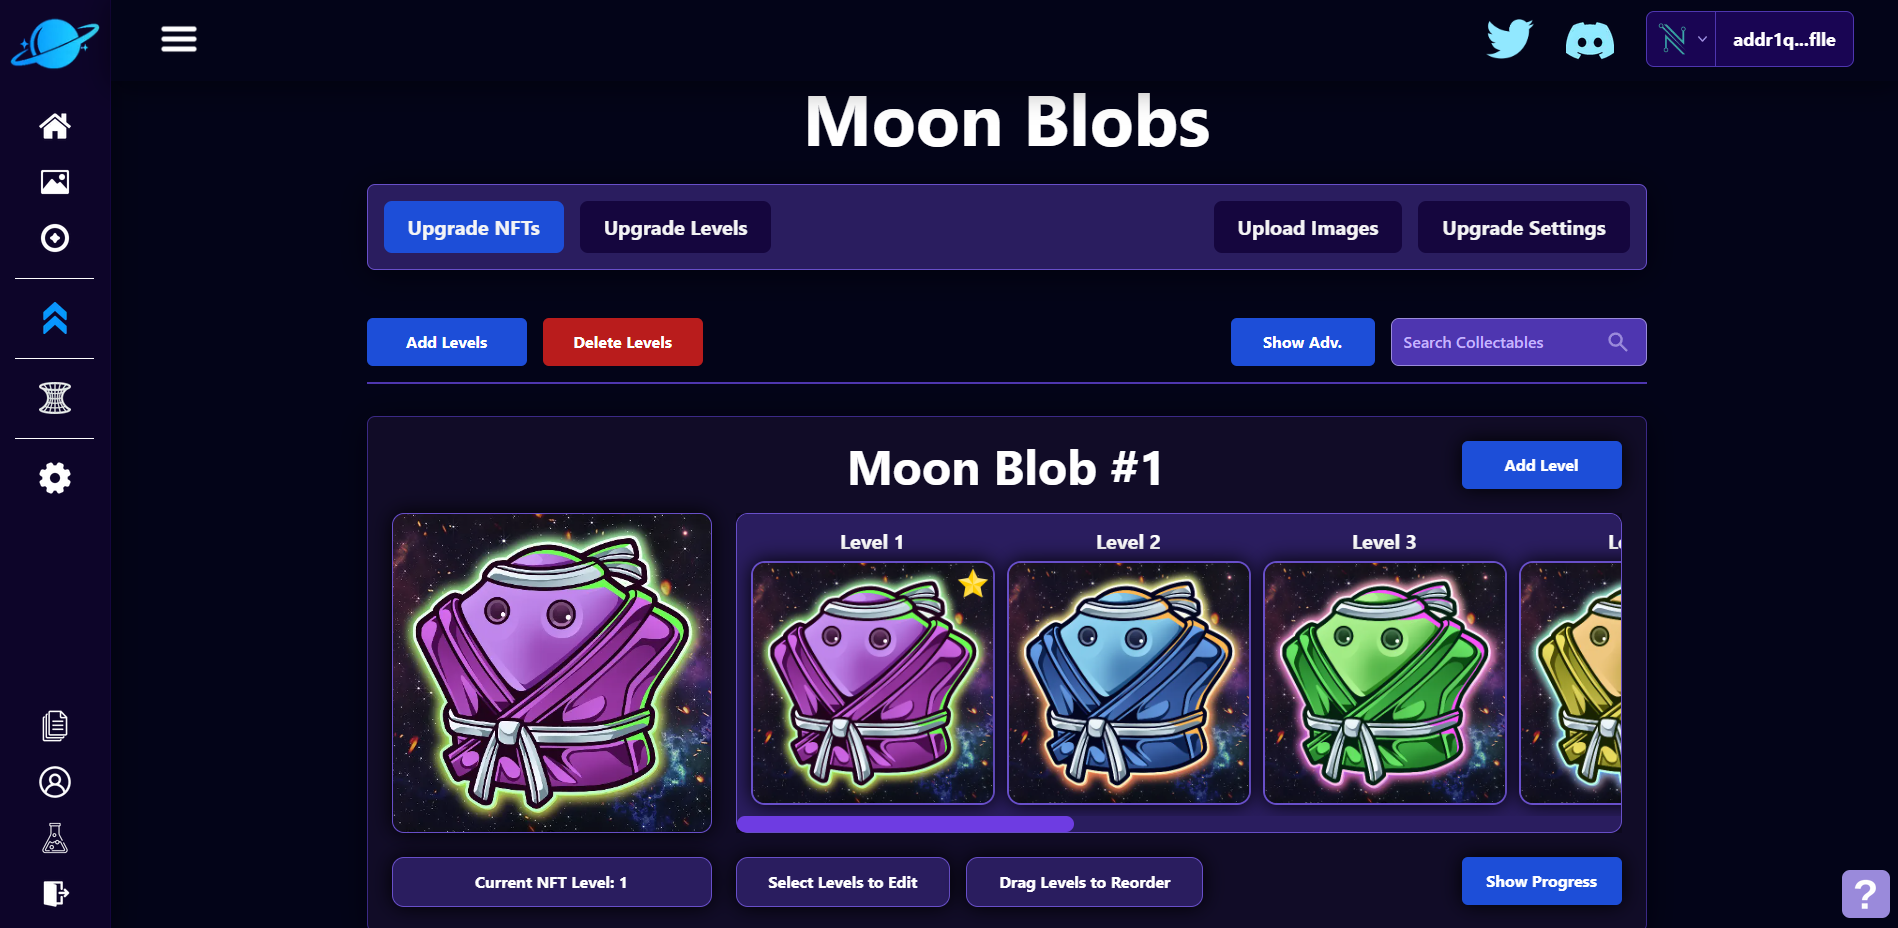 addr1q...flle
Moon Blobs
Upgrade NFTs
Upgrade Levels
Upload Images
Upgrade Settings
Add Levels
Delete Levels
Show Adv.
Search Collectables
Moon Blob #1
Add Level
Level 1
Level 2
Level 3
Current NFT Level: 1
Select Levels to Edit
Drag Levels to Reorder
Show Progress
?